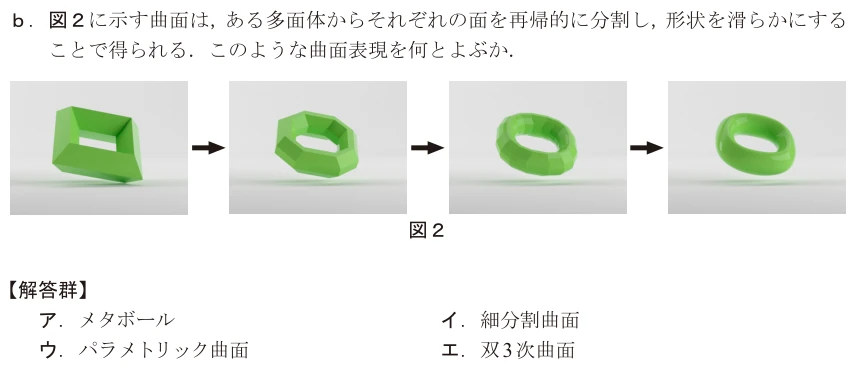 b．図2に示す曲面は，ある多面体からそれぞれの面を再帰的に分割し，形状を滑らかにする
ことで得られる．このような曲面表現を何とよぶか．
図2
【解答群】
ア．メタボール
イ．細分割曲面
ウ．パラメトリック曲面
エ．双3次曲面